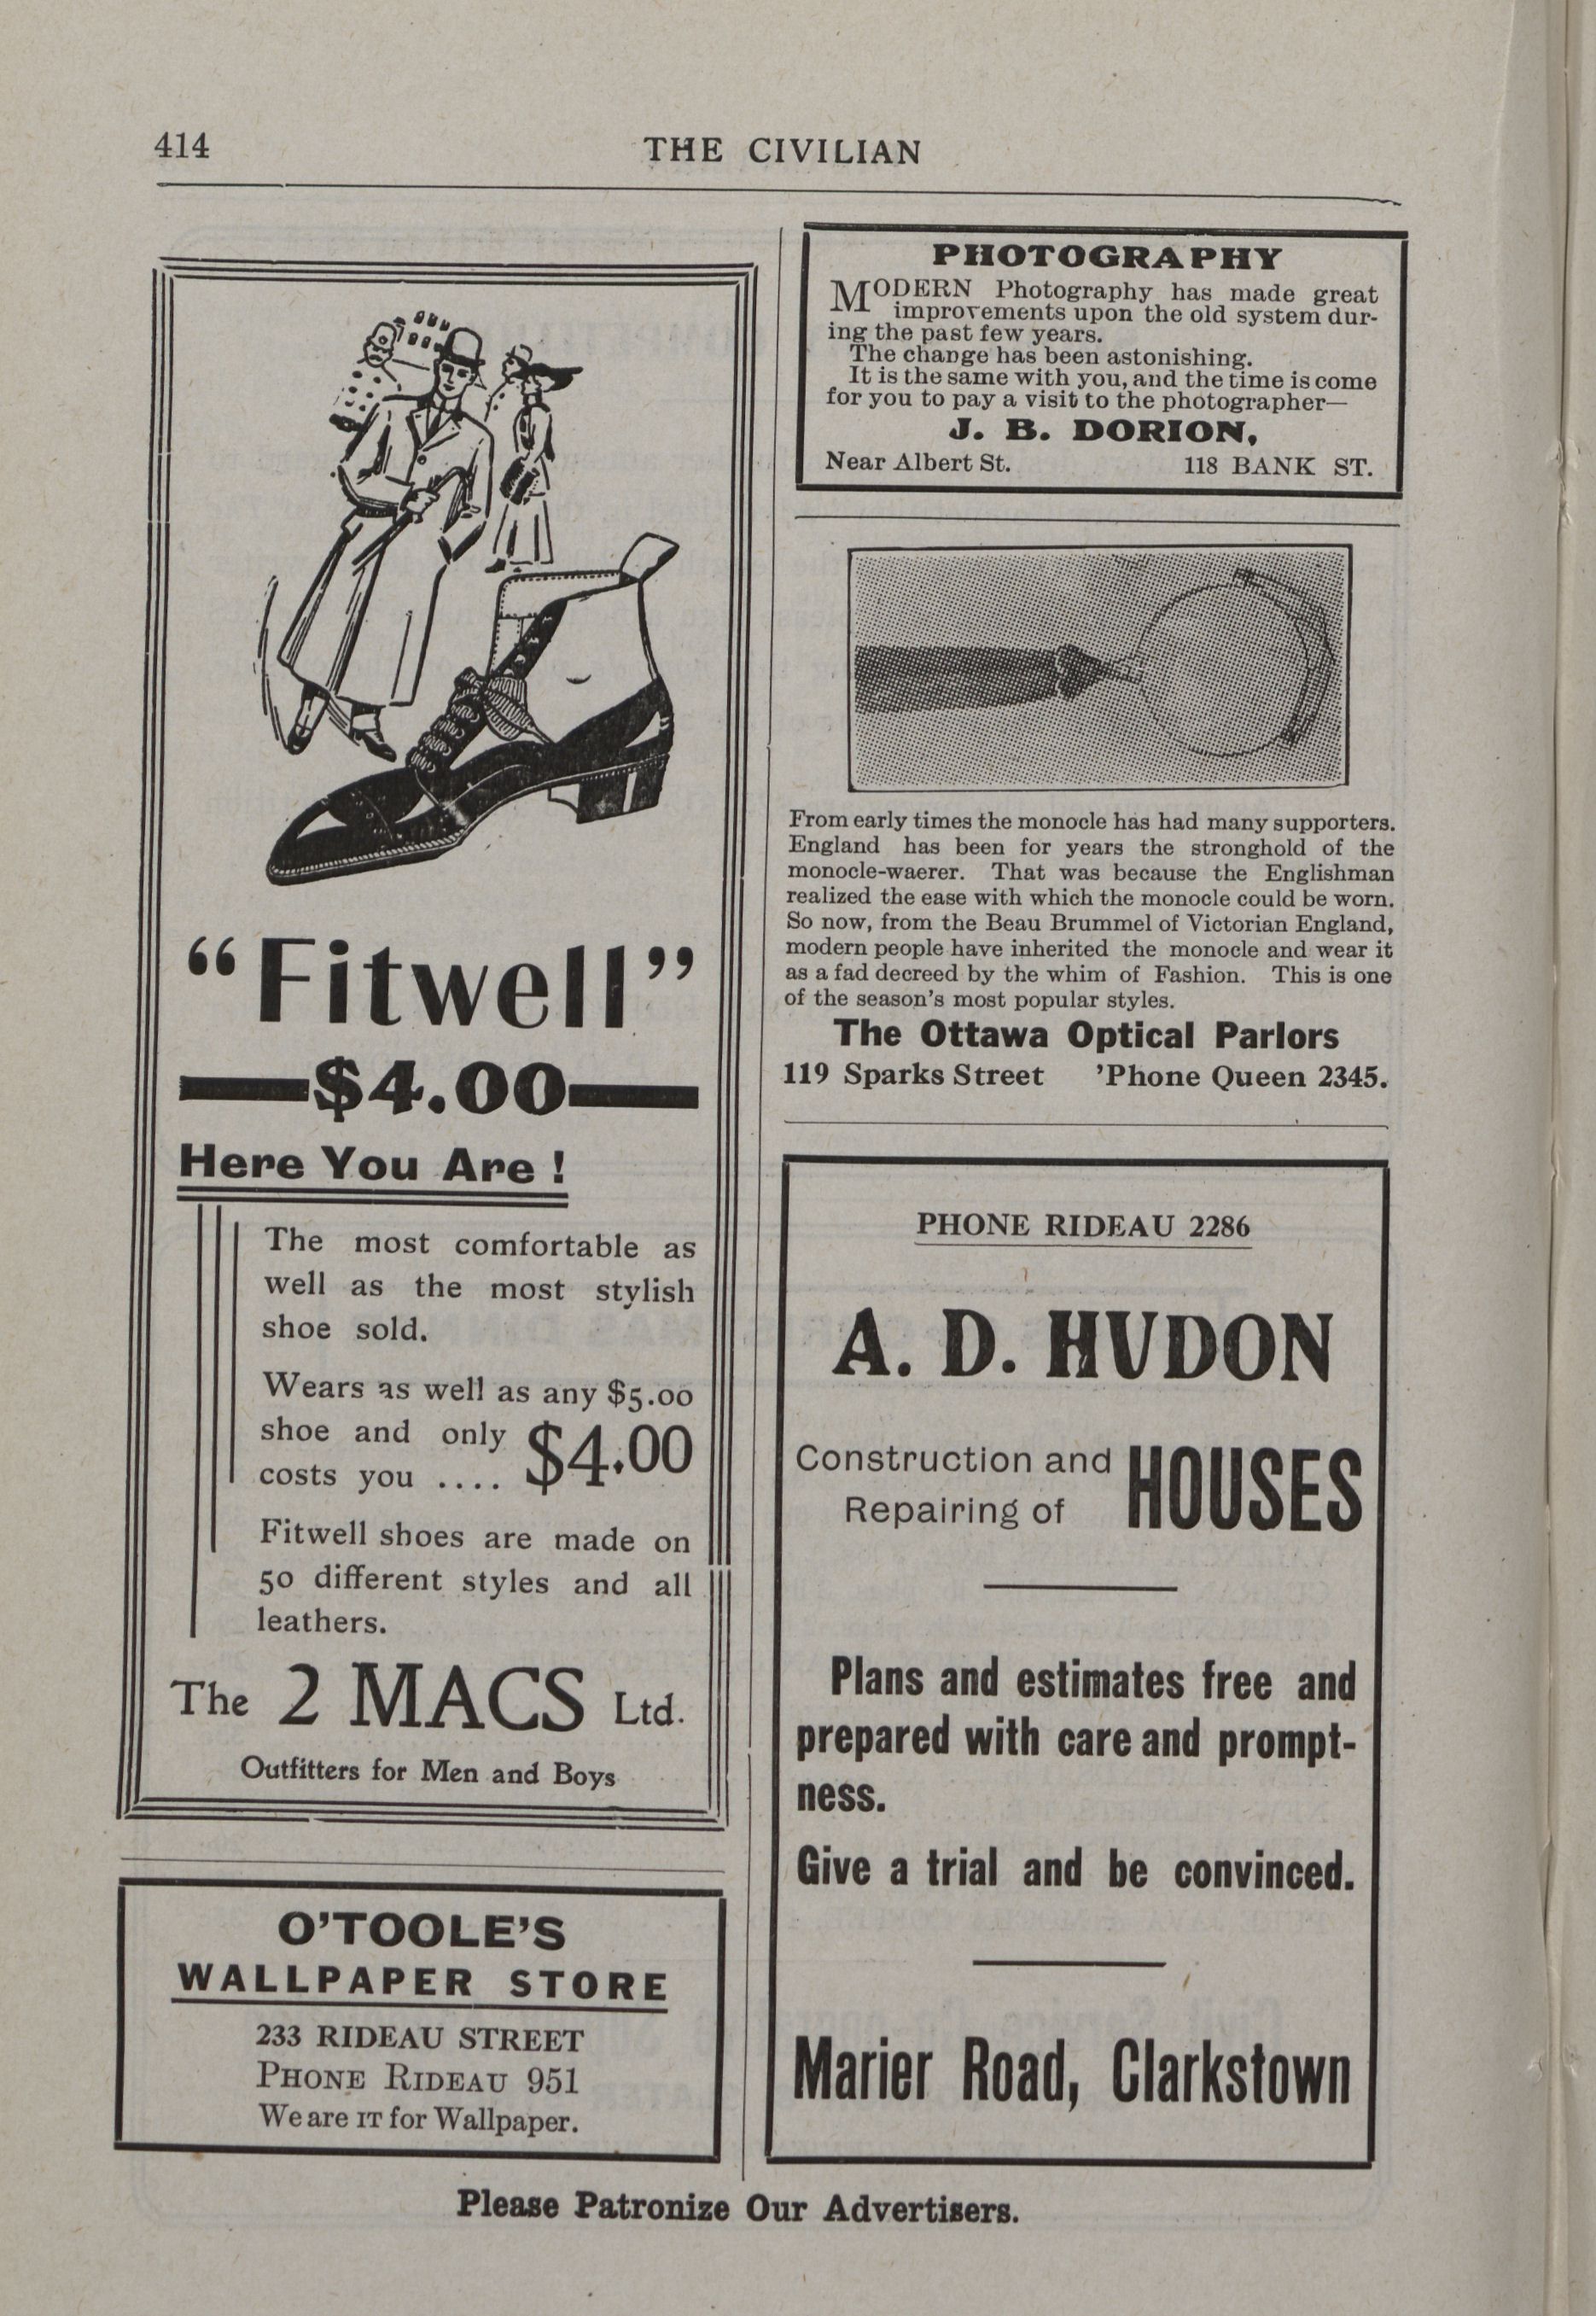 414
THE CIVILIAN
“Fitwell”
$4.00
Here You Are !
The most comfortable as
well as the most stylish
shoe sold.
Wears as well as any $5.00
shoe and only
costs you .... $4.00
Fitwell shoes are made on
50 different styles and all
leathers.
The 2 MACS Ltd.
Outfitters for Men and Boys
O’TOOLE’S
WALLPAPER STORE
233 RIDEAU STREET
PHONE RIDEAU 951
We are IT for Wallpaper.
PHOTOGRAPHY
MODERN Photography has made great
improvements upon the old system dur-
ing the past few years.
The change has been astonishing.
It is the same with you, and the time is come
for you to pay a visit to the photographer—
J. B. DORION,
Near Albert St. 118 BANK ST.
From early times the monocle has had many supporters.
England has been for years the stronghold of the
monocle-waerer. That was because the Englishman
realized the ease with which the monocle could be worn.
So now, from the Beau Brummel of Victorian England,
modern people have inherited the monocle and wear it
as a fad decreed by the whim of Fashion. This is one
of the season’s most popular styles.
The Ottawa Optical Parlors
119 Sparks Street ’Phone Queen 2345.
PHONE RIDEAU 2286
A. D. HUDON
Construction and
Repairing of HOUSES
Plans and estimates free and
prepared with care and prompt-
ness.
Give a trial and be convinced.
Marier Road, Clarkstown
Please Patronize Our Advertisers.